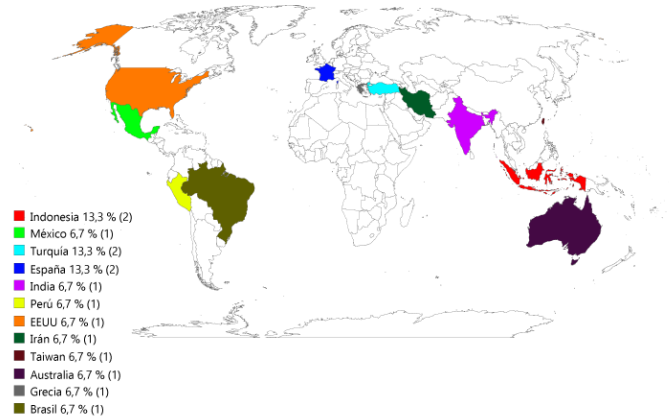 Indonesia 13,3 % (2)
México 6,7 % (1)
Turquía 13,3 % (2)
España 13,3 % (2)
India 6,7 % (1)
Perú 6,7 % (1)
EEUU 6,7 % (1)
Irán 6,7 % (1)
Taiwan 6,7 % (1)
Australia 6,7 % (1)
Grecia 6,7 % (1)
Brasil 6,7 % (1)